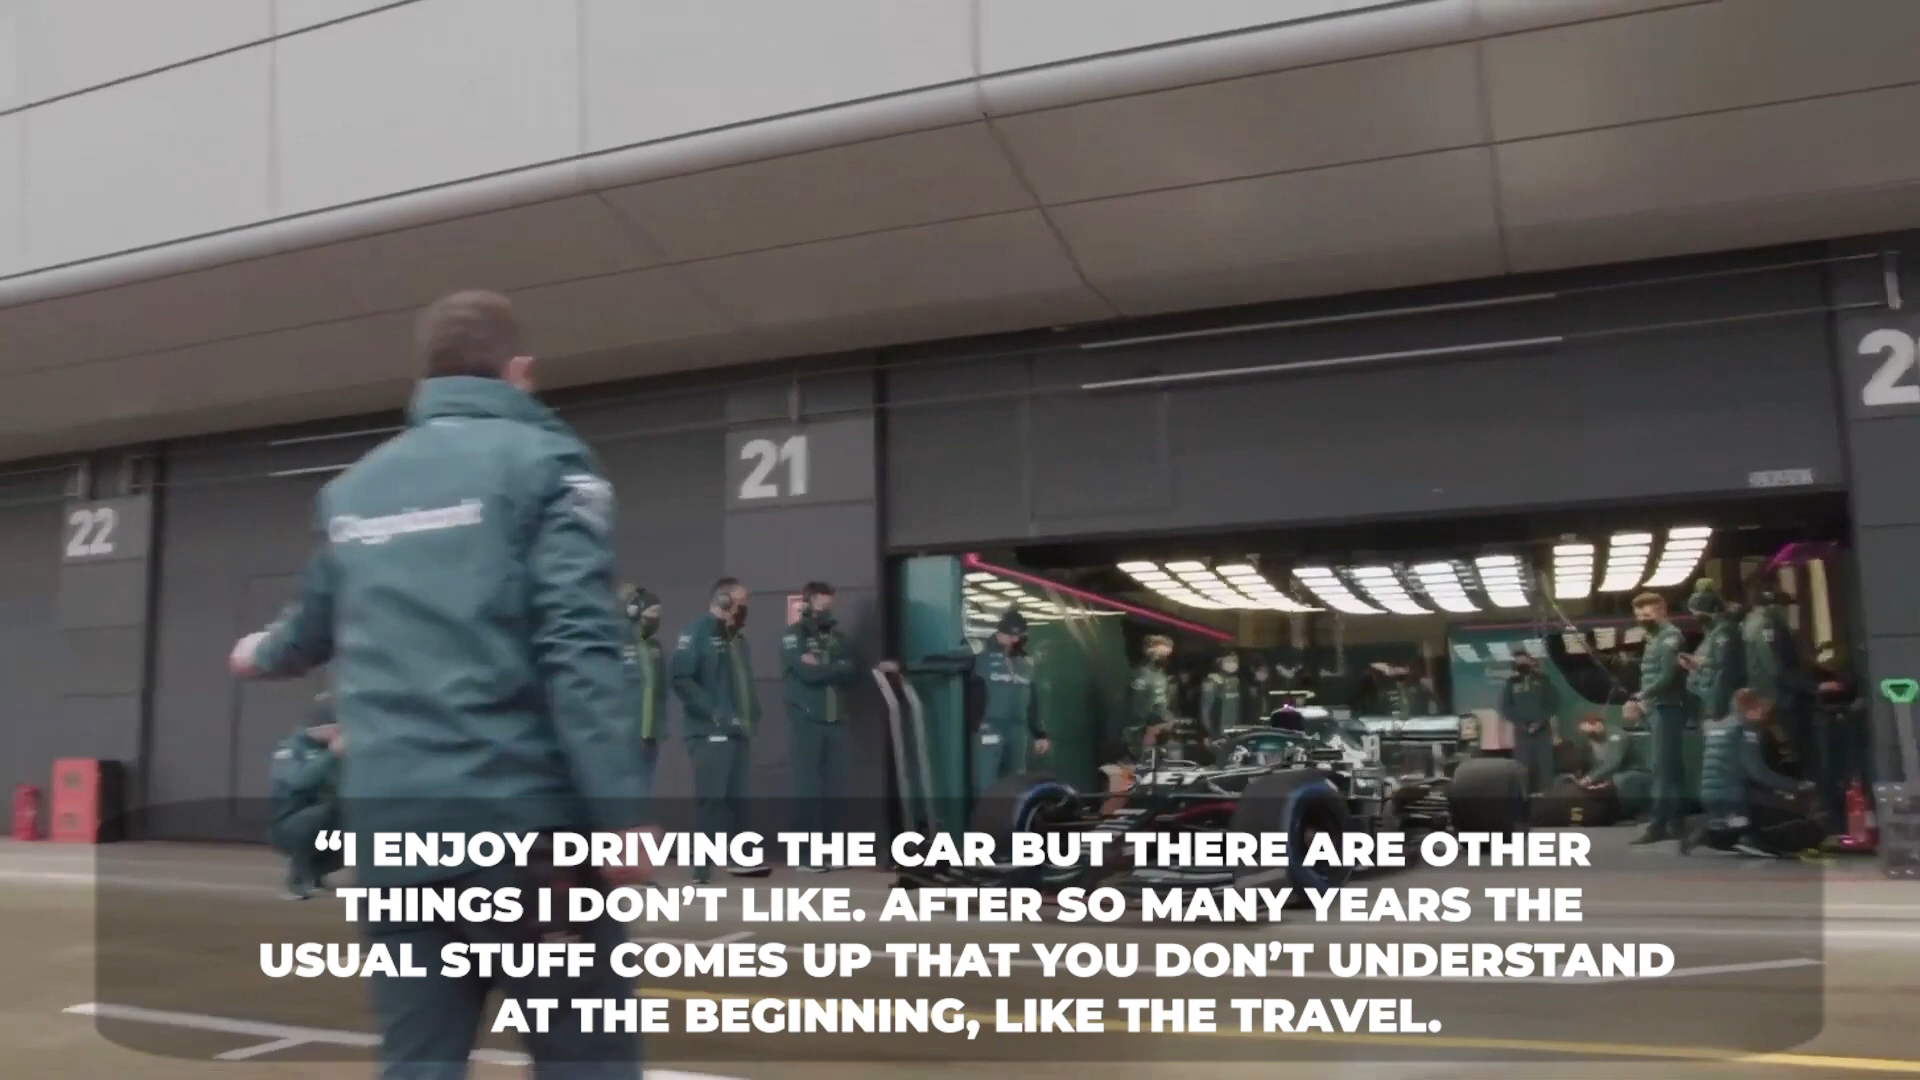 21
22
Cognizant
“I ENJOY DRIVING THE CAR BUT THERE ARE OTHER
THINGS I DON’T LIKE. AFTER SO MANY YEARS THE
USUAL STUFF COMES UP THAT YOU DON’T UNDERSTAND
AT THE BEGINNING, LIKE THE TRAVEL.